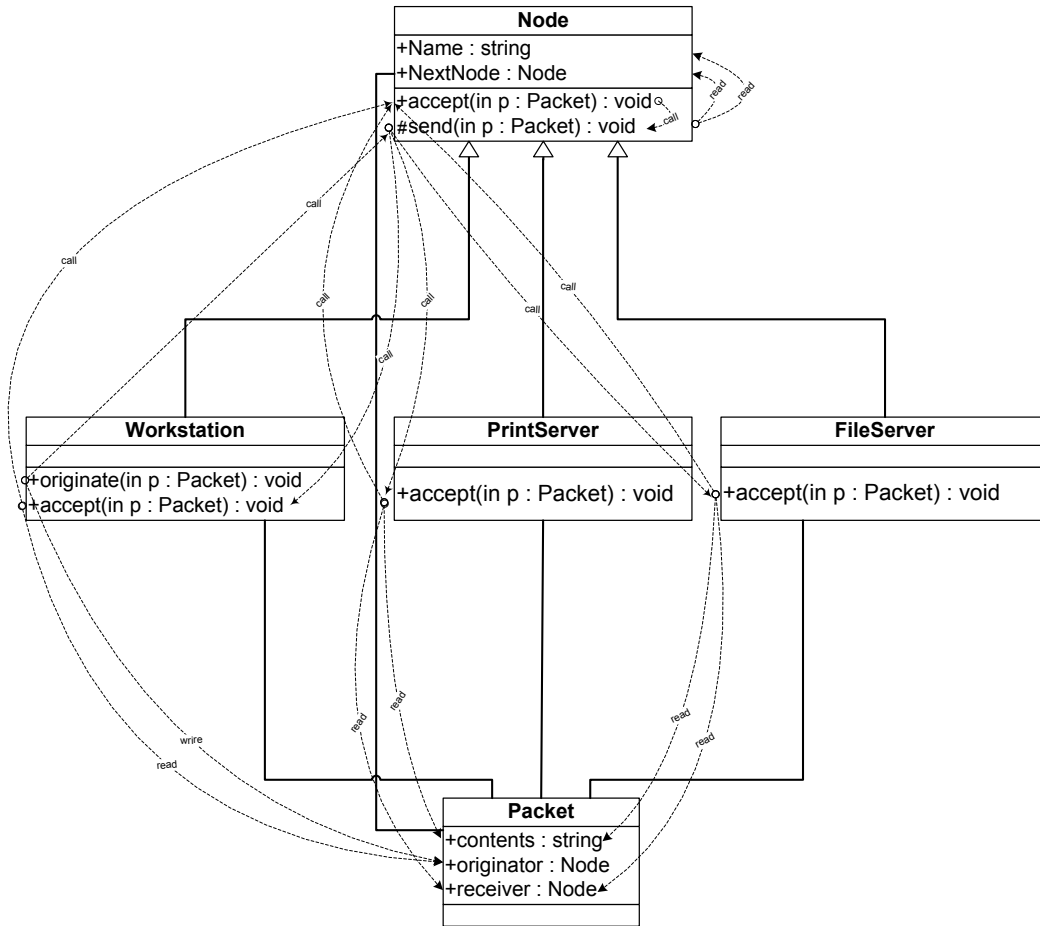 Node
+Name : string
+NextNode : Node
read
read
+accept(in p : Packet) : void
call
#send(in p : Packet) : void
call
call
call
call
call
call
call
Workstation
+originate(in p : Packet) : void
+accept(in p : Packet) : void
PrintServer
+accept(in p : Packet) : void
FileServer
+accept(in p : Packet) : void
read
read
read
read
wrire
read
Packet
+contents : string
+originator : Node
+receiver : Node